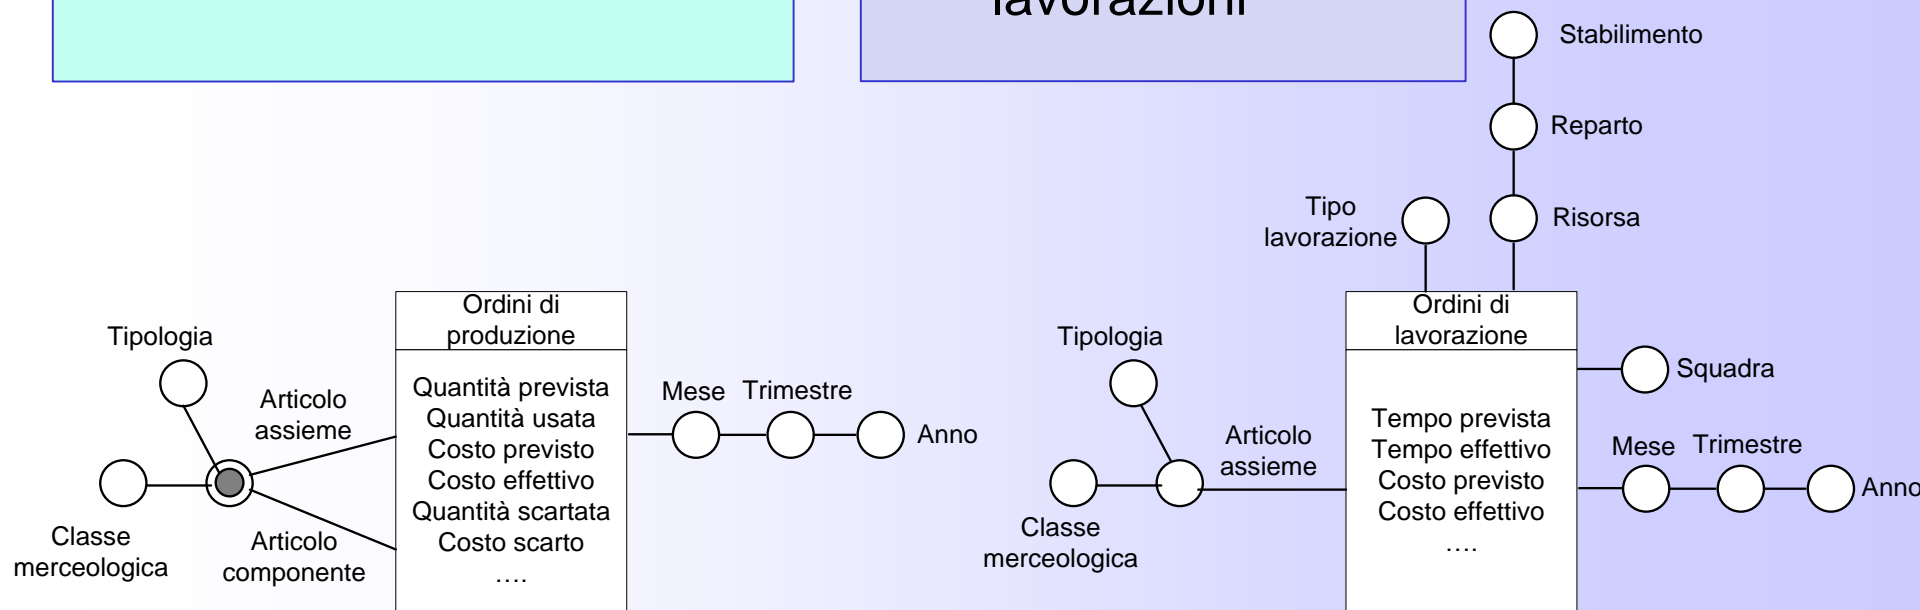 lavorazioni
Stabilimento
Reparto
Tipo
lavorazione
Risorsa
Ordini di
produzione
Tipologia
Articolo
assieme
Quantità prevista
Quantità usata
Costo previsto
Costo effettivo
Quantità scartata
Costo scarto
....
Mese
Trimestre
Anno
Classe
merceologica
Articolo
componente
Ordini di
lavorazione
Tipologia
Articolo
assieme
Tempo prevista
Tempo effettivo
Costo previsto
Costo effettivo
....
Squadra
Mese
Trimestre
Anno
Classe
merceologica